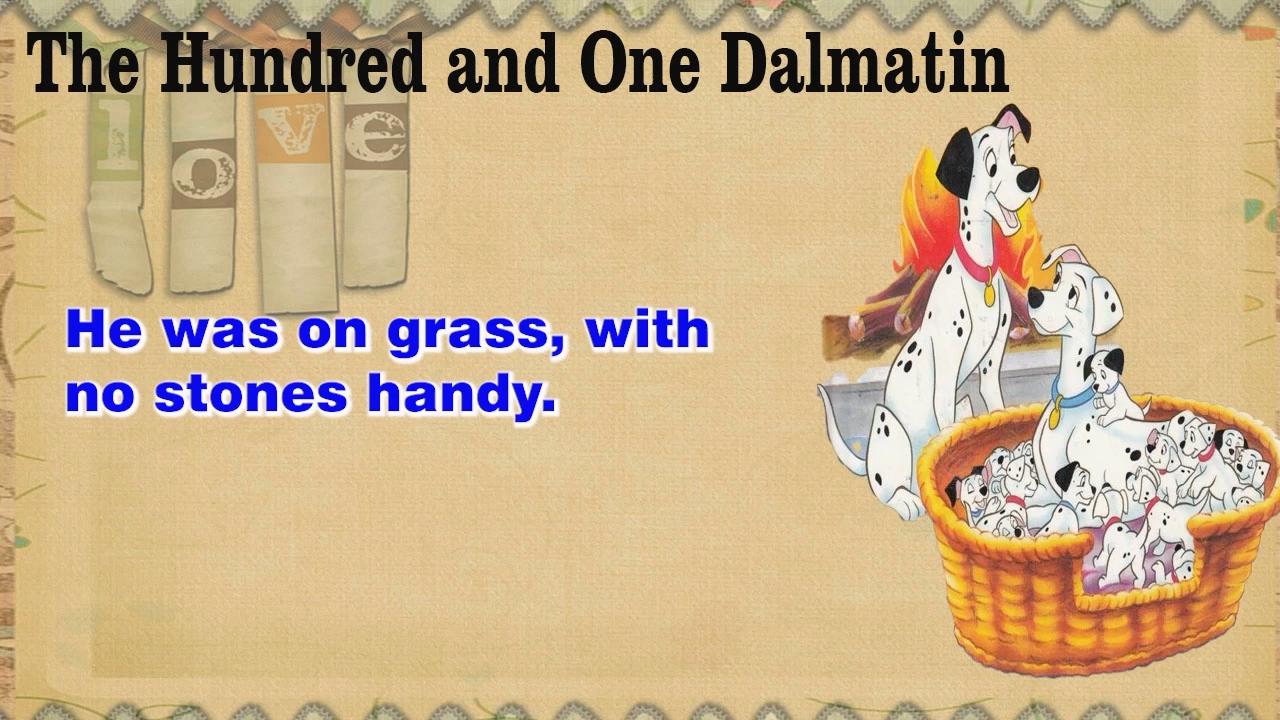 The Hundred and One Dalmatin
love
He was on grass, with
no stones handy.